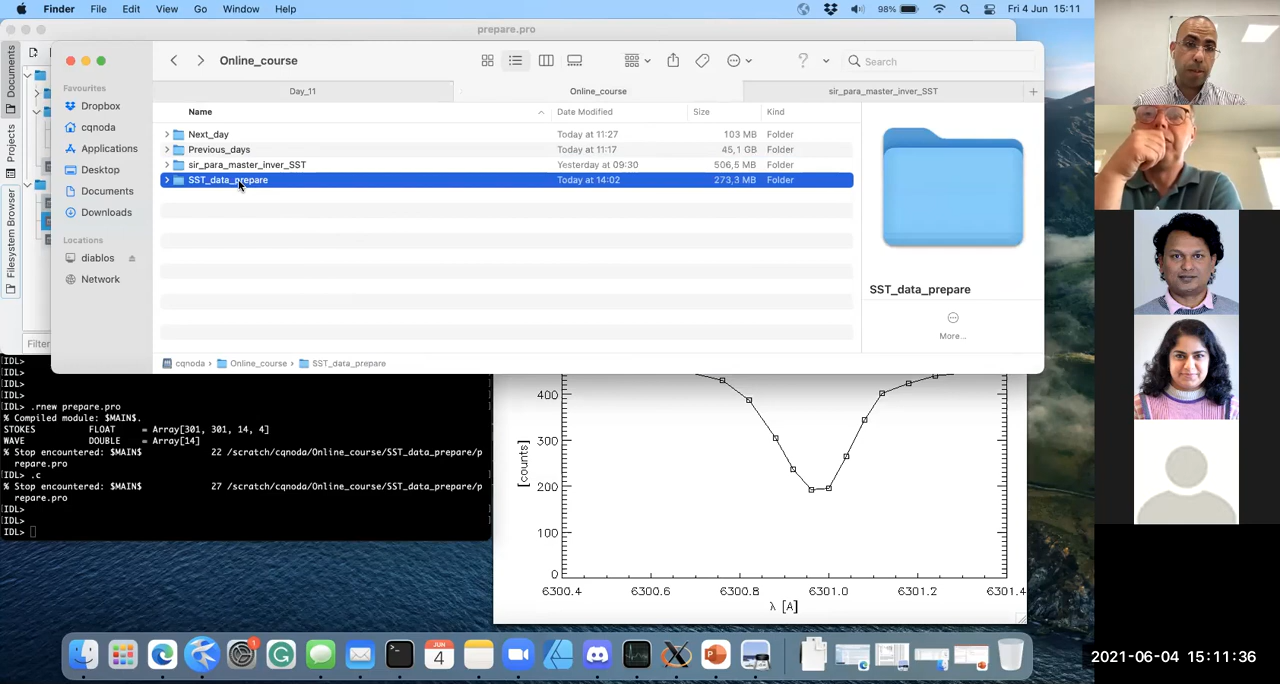 Finder File Edit View Go Window Help
98% Fri 4 Jun 15:11
prepare.pro
Online_course
Search
Day_11 Online_course sir_para_master_inver_SST
Favourites
Dropbox
cqnoda
Applications
Desktop
Documents
Downloads
Locations
diablos
Network
Name Date Modified Size Kind
Next_day Today at 11:27 103 MB Folder
Previous_days Today at 11:17 45,1 GB Folder
sir_para_master_inver_SST Yesterday at 09:30 506,5 MB Folder
SST_data_prepare Today at 14:02 273,3 MB Folder
SST_data_prepare
More...
cqnoda › Online_course › SST_data_prepare
Documents
Projects
Filesystem Browser
Filter
IDL>
IDL>
IDL>
IDL>
.rnew prepare.pro
% Compiled module: $MAIN$.
STOKES FLOAT = Array[301, 301, 14, 4]
WAVE DOUBLE = Array[14]
% Stop encountered: $MAIN$ 22 /scratch/cqnoda/Online_course/SST_data_prepare/p
repare.pro
IDL> .c
% Stop encountered: $MAIN$ 27 /scratch/cqnoda/Online_course/SST_data_prepare/p
repare.pro
IDL>
IDL>
IDL>
400
300
200
100
0
[counts]
6300.4 6300.6 6300.8 6301.0 6301.2 6301.4
λ [A]
JUN
4
1
2021-06-04 15:11:36